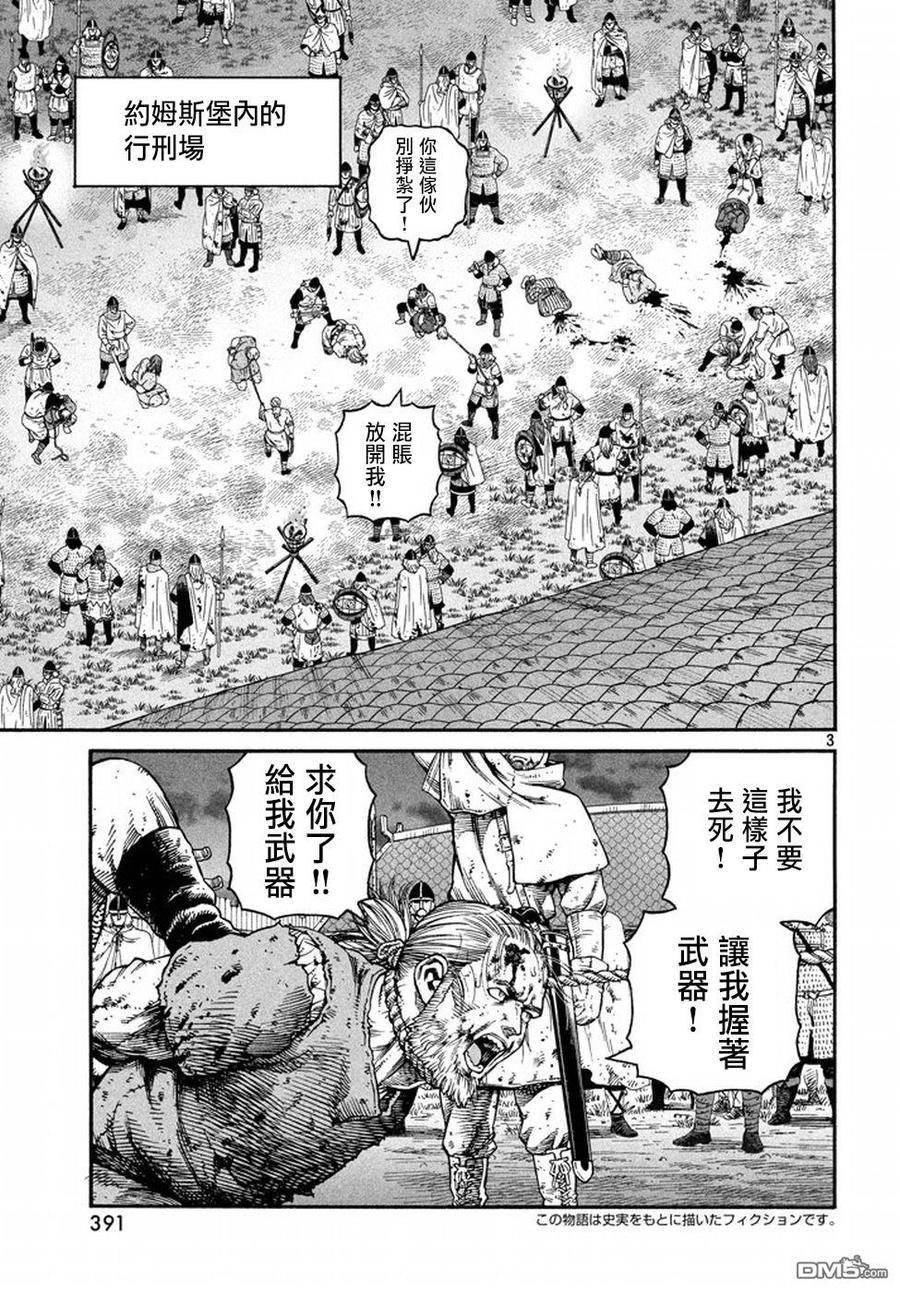 約姆斯堡內的
行刑場
你這傢伙
別掙紮了！
混賬
放開我!!
3
我不要
這樣子
去死！
讓我握著
武器！
求你了!!
給我武器
391
この物語は史実をもとに描いたフィクションです。
DM5.com